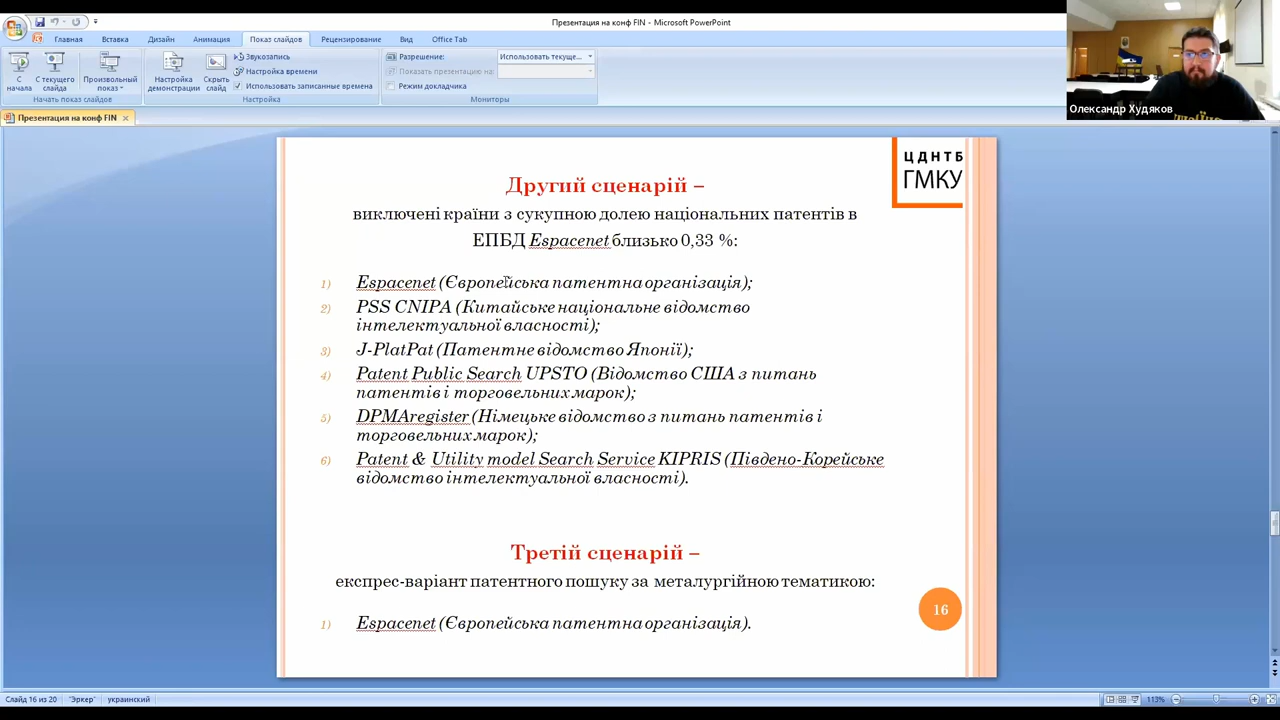 Презентация на конф FIN - Microsoft PowerPoint
Главная Вставка Дизайн Анимация Показ слайдов Рецензирование Вид Office Tab
С начала
С текущего слайда
Произвольный показ
Начать показ слайдов
Настройка демонстрации
Скрыть слайд
Звукозапись
Настройка времени
Использовать записанные времена
Настройка
Разрешение: Использовать текуще...
Показать презентацию на:
Режим докладчика
Мониторы
Олександр Худяков
Презентация на конф FIN
ЦДНТБ
ГМКУ
Другий сценарій –
виключені країни з сукупною долею національних патентів в
ЕПБД Espacenet близько 0,33 %:
1) Espacenet (Європейська патентна організація);
2) PSS CNIPA (Китайське національне відомство
інтелектуальної власності);
3) J-PlatPat (Патентне відомство Японії);
4) Patent Public Search UPSTO (Відомство США з питань
патентів і торговельних марок);
5) DPMAregister (Німецьке відомство з питань патентів і
торговельних марок);
6) Patent & Utility model Search Service KIPRIS (Південо-Корейське
відомство інтелектуальної власності).
Третій сценарій –
експрес-варіант патентного пошуку за металургійною тематикою:
16
1) Espacenet (Європейська патентна організація).
Слайд 16 из 20 "Эркер" украинский 113%